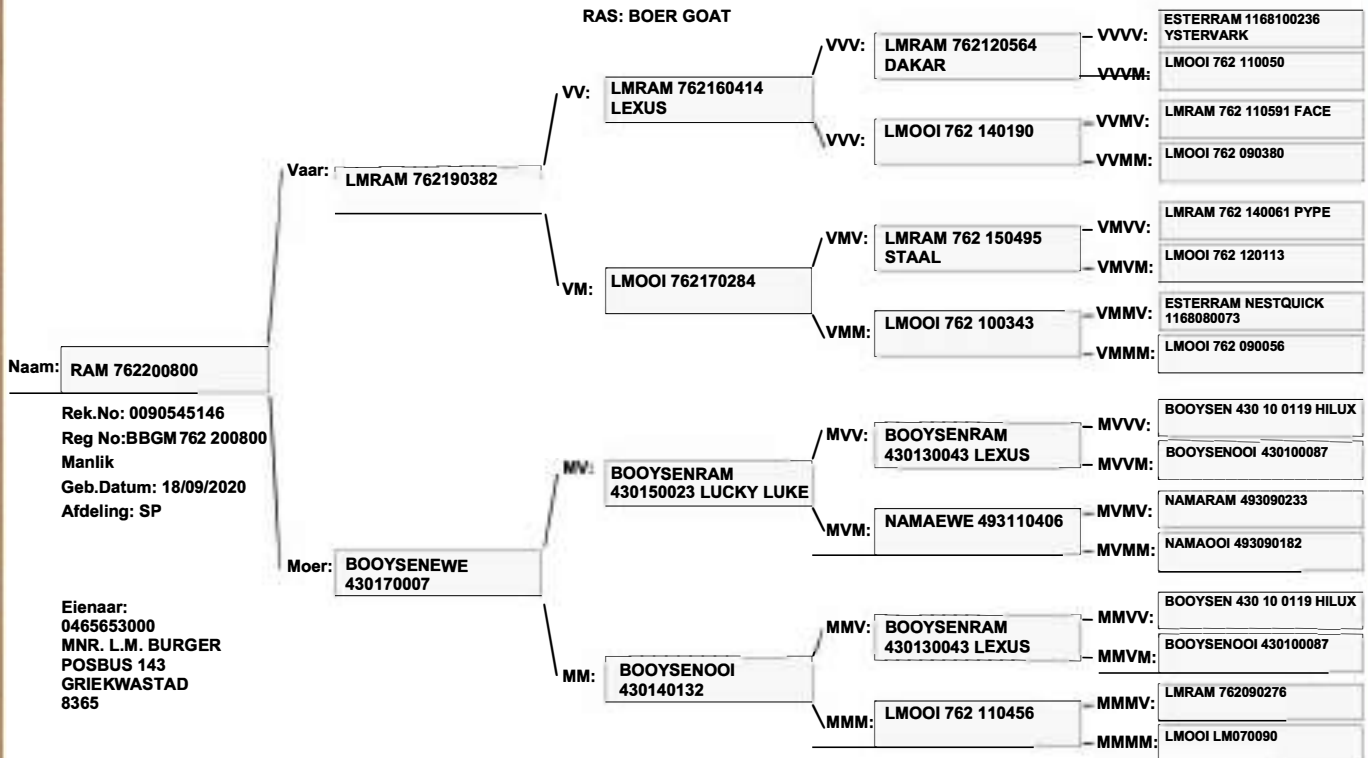 RAS: BOER GOAT
Naam: RAM 762200800
Rek.No: 0090545146
Reg No:BBGM 762 200800
Manlik
Geb.Datum: 18/09/2020
Afdeling: SP
Eienaar:
0465653000
MNR. L.M. BURGER
POSBUS 143
GRIEKWASTAD
8365
Vaar: LMRAM 762190382
Moer: BOOYSENEWE
430170007
VV: LMRAM 762160414
LEXUS
VM: LMOOI 762170284
MV: BOOYSENRAM
430150023 LUCKY LUKE
MM: BOOYSENOOI
430140132
VVV: LMRAM 762120564
DAKAR
VVV: LMOOI 762 140190
VMV: LMRAM 762 150495
STAAL
VMM: LMOOI 762 100343
MVV: BOOYSENRAM
430130043 LEXUS
MVM: NAMAEWE 493110406
MMV: BOOYSENRAM
430130043 LEXUS
MMM: LMOOI 762 110456
VVVV: ESTERRAM 1168100236
YSTERVARK
VVVM: LMOOI 762 110050
VVMV: LMRAM 762 110591 FACE
VVMM: LMOOI 762 090380
VMVV: LMRAM 762 140061 PYPE
VMVM: LMOOI 762 120113
VMMV: ESTERRAM NESTQUICK
1168080073
VMMM: LMOOI 762 090056
MVVV: BOOYSEN 430 10 0119 HILUX
MVVM: BOOYSENOOI 430100087
MVMV: NAMARAM 493090233
MVMM: NAMAOOI 493090182
MMVV: BOOYSEN 430 10 0119 HILUX
MMVM: BOOYSENOOI 430100087
MMMV: LMRAM 762090276
MMMM: LMOOI LM070090